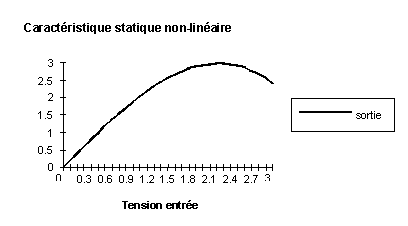 Caractéristique statique non-linéaire
3
2.5
2
1.5
1
0.5
0
0 0.3 0.6 0.9 1.2 1.5 1.8 2.1 2.4 2.7 3
sortie
Tension entrée